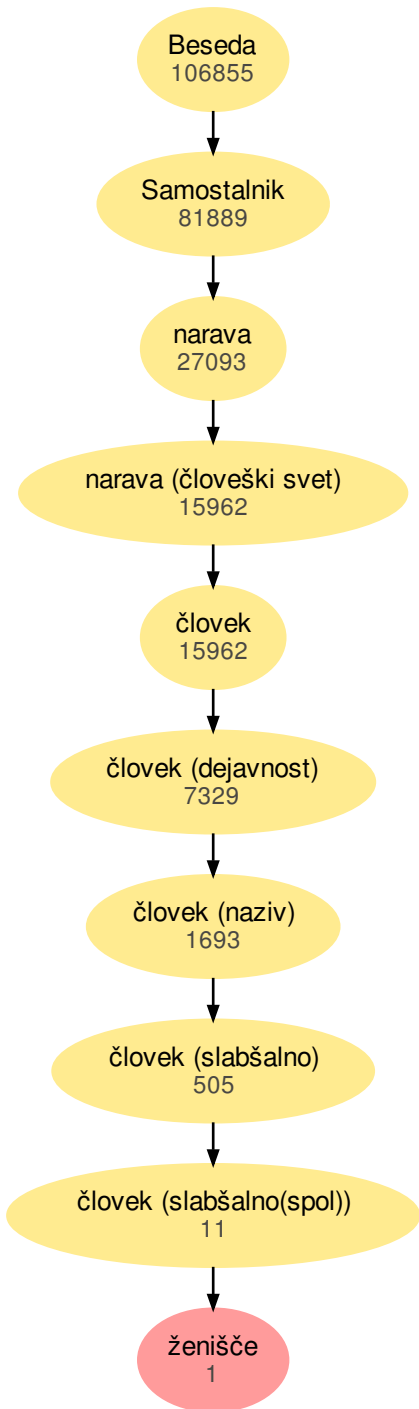 Beseda
106855
Samostalnik
81889
narava
27093
narava (človeški svet)
15962
človek
15962
človek (dejavnost)
7329
človek (naziv)
1693
človek (slabšalno)
505
človek (slabšalno(spol))
11
ženišče
1